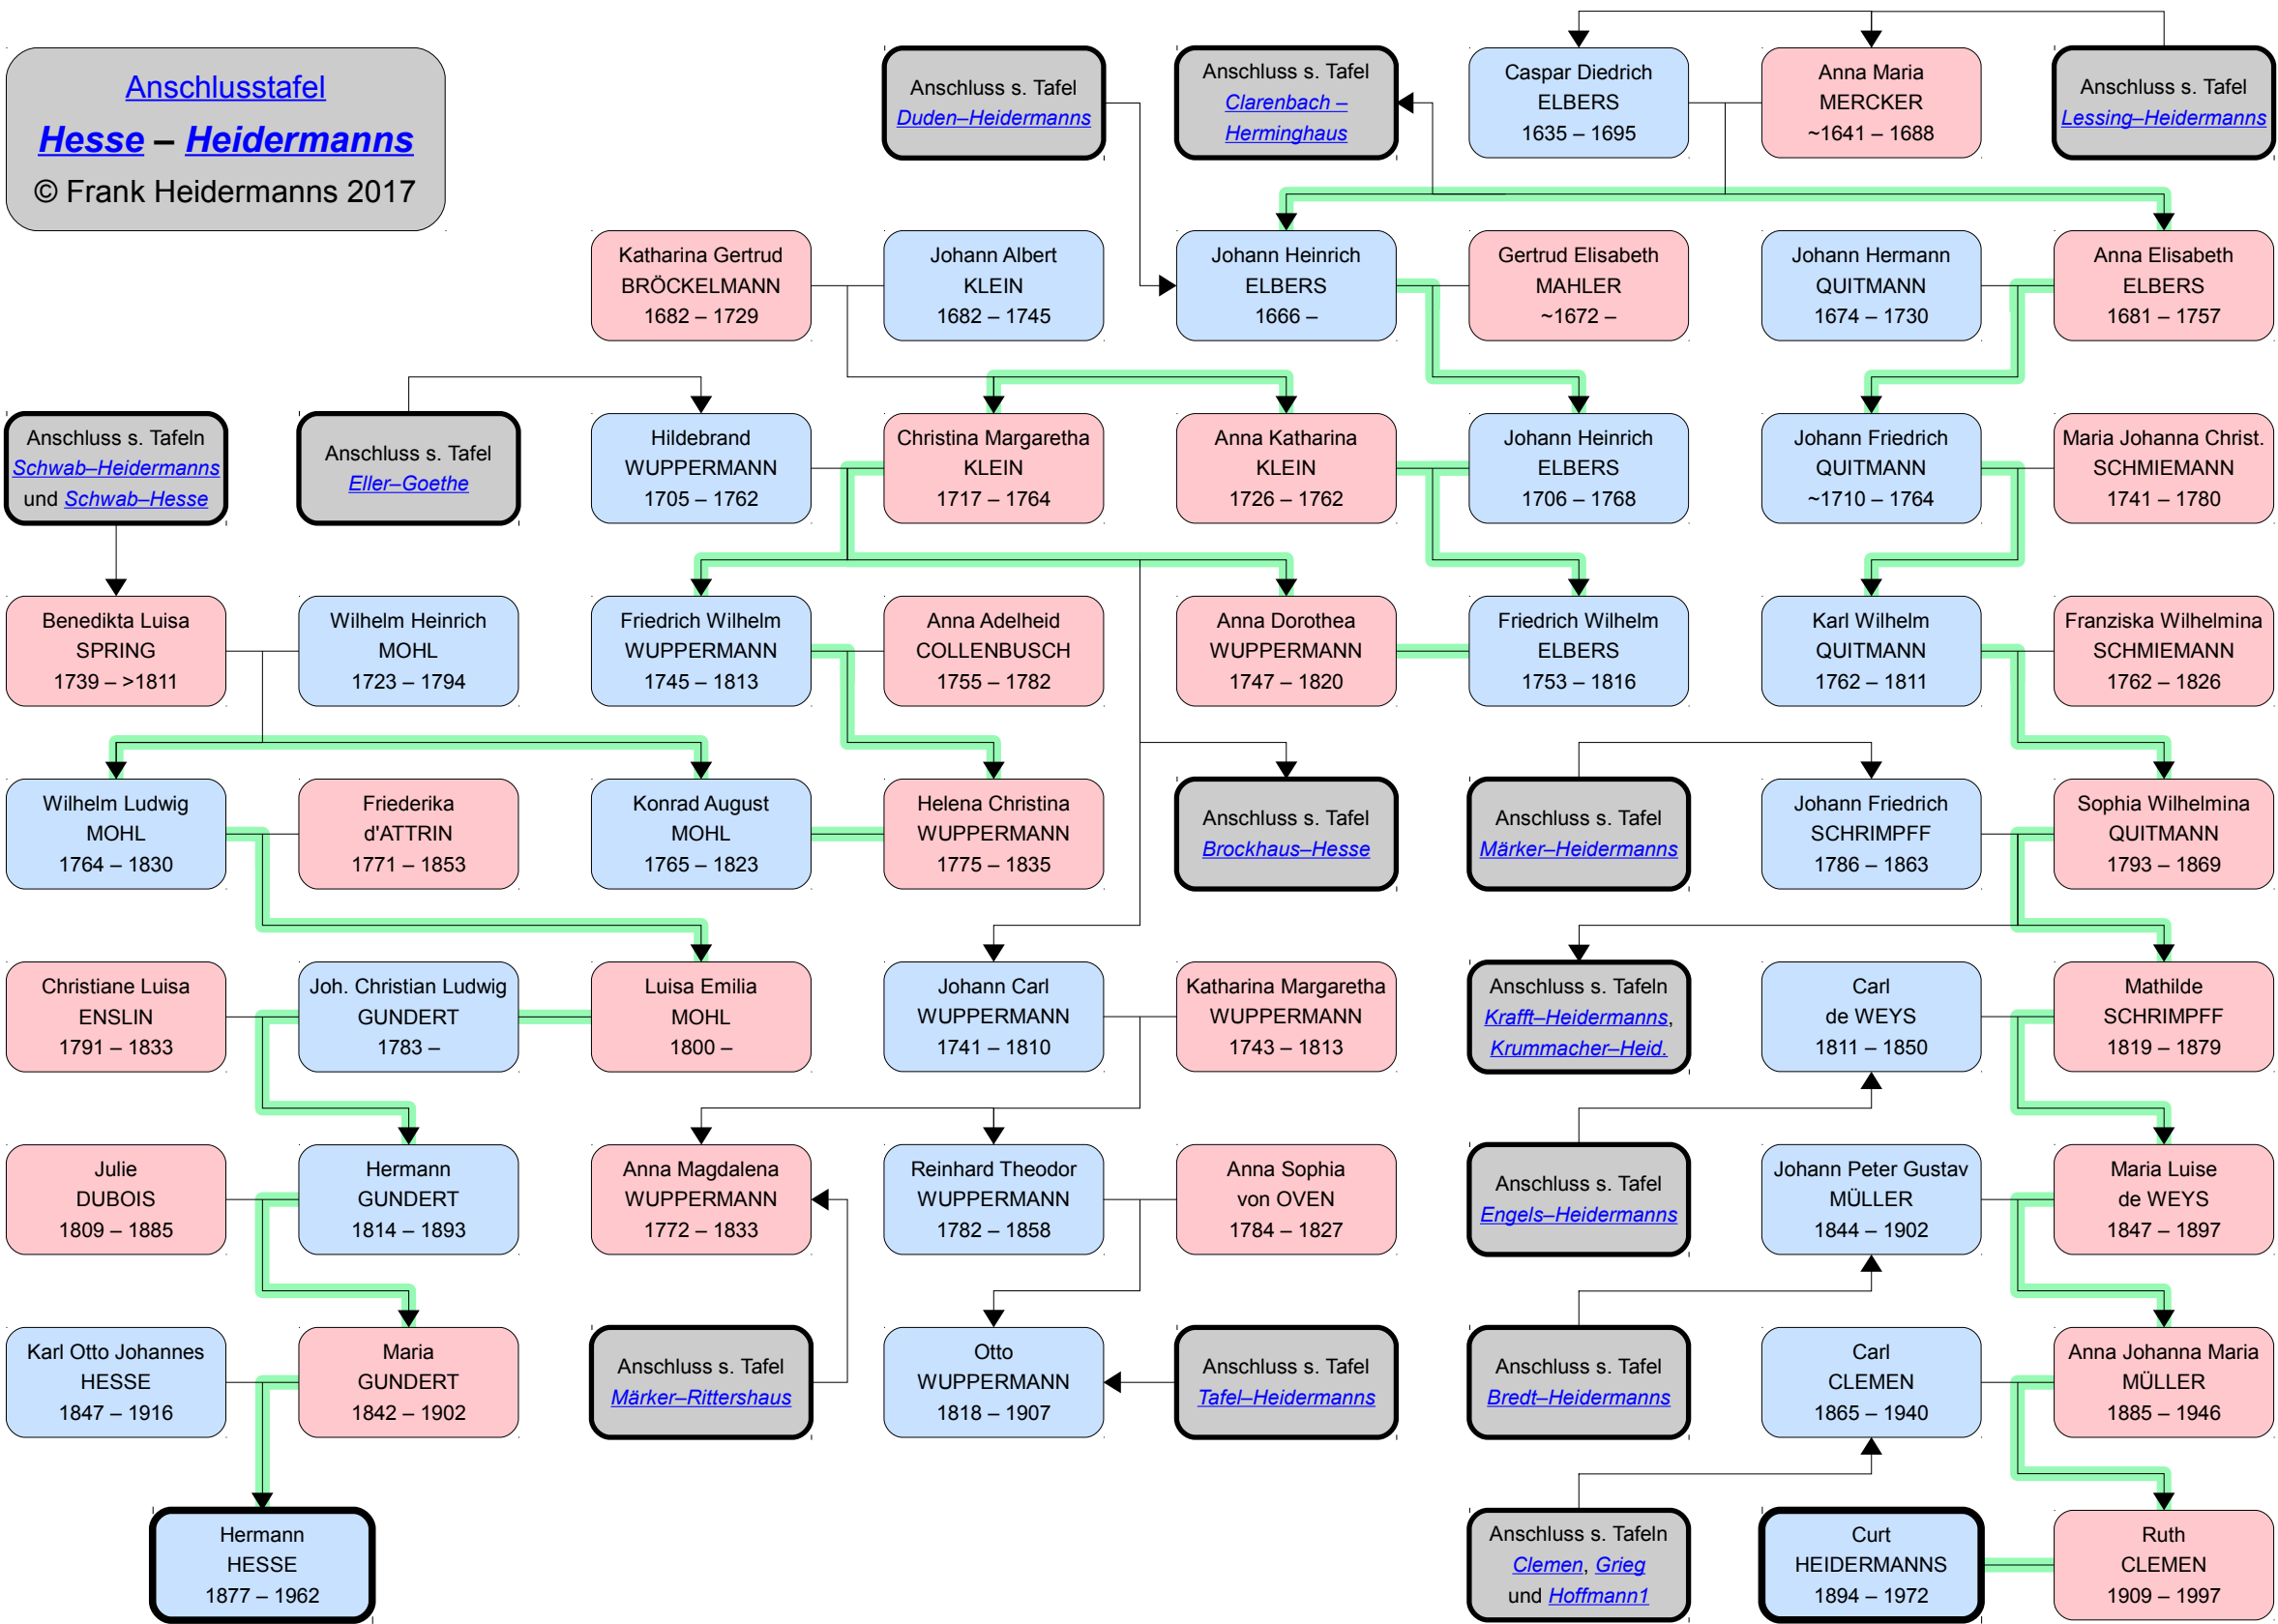 Anschlusstafel
Hesse – Heidermanns
© Frank Heidermanns 2017
Anschluss s. Tafel
Duden–Heidermanns
Anschluss s. Tafel
Clarenbach –
Herminghaus
Caspar Diedrich
ELBERS
1635 – 1695
Anna Maria
MERCKER
~1641 – 1688
Anschluss s. Tafel
Lessing–Heidermanns
Katharina Gertrud
BRÖCKELMANN
1682 – 1729
Johann Albert
KLEIN
1682 – 1745
Johann Heinrich
ELBERS
1666 –
Gertrud Elisabeth
MAHLER
~1672 –
Johann Hermann
QUITMANN
1674 – 1730
Anna Elisabeth
ELBERS
1681 – 1757
Anschluss s. Tafeln
Schwab–Heidermanns
und Schwab–Hesse
Anschluss s. Tafel
Eller–Goethe
Hildebrand
WUPPERMANN
1705 – 1762
Christina Margaretha
KLEIN
1717 – 1764
Anna Katharina
KLEIN
1726 – 1762
Johann Heinrich
ELBERS
1706 – 1768
Johann Friedrich
QUITMANN
~1710 – 1764
Maria Johanna Christ.
SCHMIEMANN
1741 – 1780
Benedikta Luisa
SPRING
1739 – >1811
Wilhelm Heinrich
MOHL
1723 – 1794
Friedrich Wilhelm
WUPPERMANN
1745 – 1813
Anna Adelheid
COLLENBUSCH
1755 – 1782
Anna Dorothea
WUPPERMANN
1747 – 1820
Friedrich Wilhelm
ELBERS
1753 – 1816
Karl Wilhelm
QUITMANN
1762 – 1811
Franziska Wilhelmina
SCHMIEMANN
1762 – 1826
Wilhelm Ludwig
MOHL
1764 – 1830
Friederika
d'ATTRIN
1771 – 1853
Konrad August
MOHL
1765 – 1823
Helena Christina
WUPPERMANN
1775 – 1835
Anschluss s. Tafel
Brockhaus–Hesse
Anschluss s. Tafel
Märker–Heidermanns
Johann Friedrich
SCHRIMPFF
1786 – 1863
Sophia Wilhelmina
QUITMANN
1793 – 1869
Christiane Luisa
ENSLIN
1791 – 1833
Joh. Christian Ludwig
GUNDERT
1783 –
Luisa Emilia
MOHL
1800 –
Johann Carl
WUPPERMANN
1741 – 1810
Katharina Margaretha
WUPPERMANN
1743 – 1813
Anschluss s. Tafeln
Krafft–Heidermanns,
Krummacher–Heid.
Carl
de WEYS
1811 – 1850
Mathilde
SCHRIMPFF
1819 – 1879
Julie
DUBOIS
1809 – 1885
Hermann
GUNDERT
1814 – 1893
Anna Magdalena
WUPPERMANN
1772 – 1833
Reinhard Theodor
WUPPERMANN
1782 – 1858
Anna Sophia
von OVEN
1784 – 1827
Anschluss s. Tafel
Engels–Heidermanns
Johann Peter Gustav
MÜLLER
1844 – 1902
Maria Luise
de WEYS
1847 – 1897
Karl Otto Johannes
HESSE
1847 – 1916
Maria
GUNDERT
1842 – 1902
Anschluss s. Tafel
Märker–Rittershaus
Otto
WUPPERMANN
1818 – 1907
Anschluss s. Tafel
Tafel–Heidermanns
Anschluss s. Tafel
Bredt–Heidermanns
Carl
CLEMEN
1865 – 1940
Anna Johanna Maria
MÜLLER
1885 – 1946
Hermann
HESSE
1877 – 1962
Anschluss s. Tafeln
Clemen, Grieg
und Hoffmann1
Curt
HEIDERMANNS
1894 – 1972
Ruth
CLEMEN
1909 – 1997